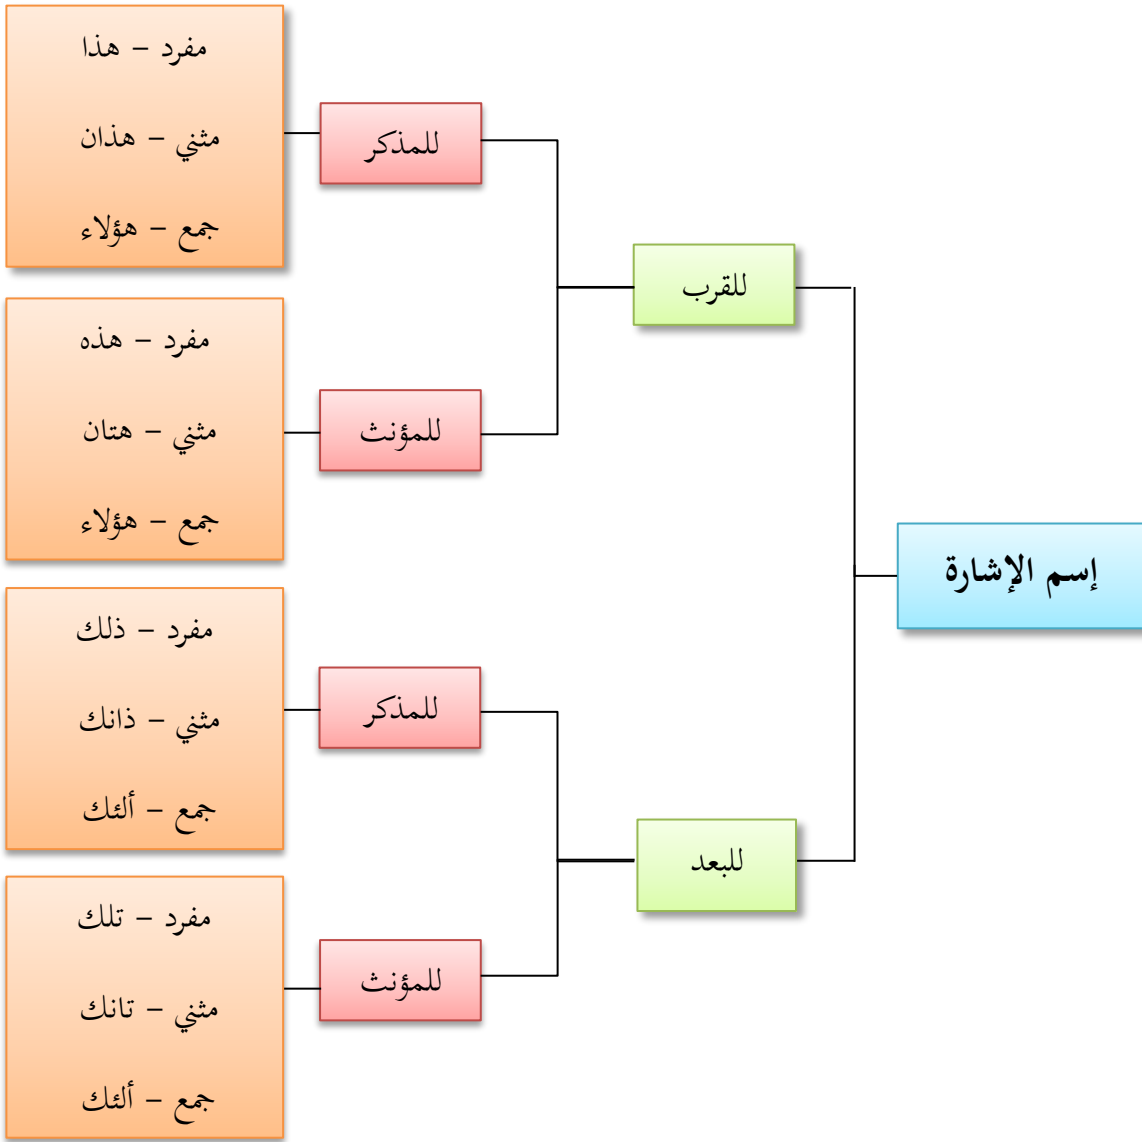 إسم الإشارة
للقرب
للمذكر
مفرد – هذا
مثني – هذان
جمع – هؤلاء
للمؤنث
مفرد – هذه
مثني – هتان
جمع – هؤلاء
للبعد
للمذكر
مفرد – ذلك
مثني – ذانك
جمع – ألئك
للمؤنث
مفرد – تلك
مثني – تانك
جمع – ألئك